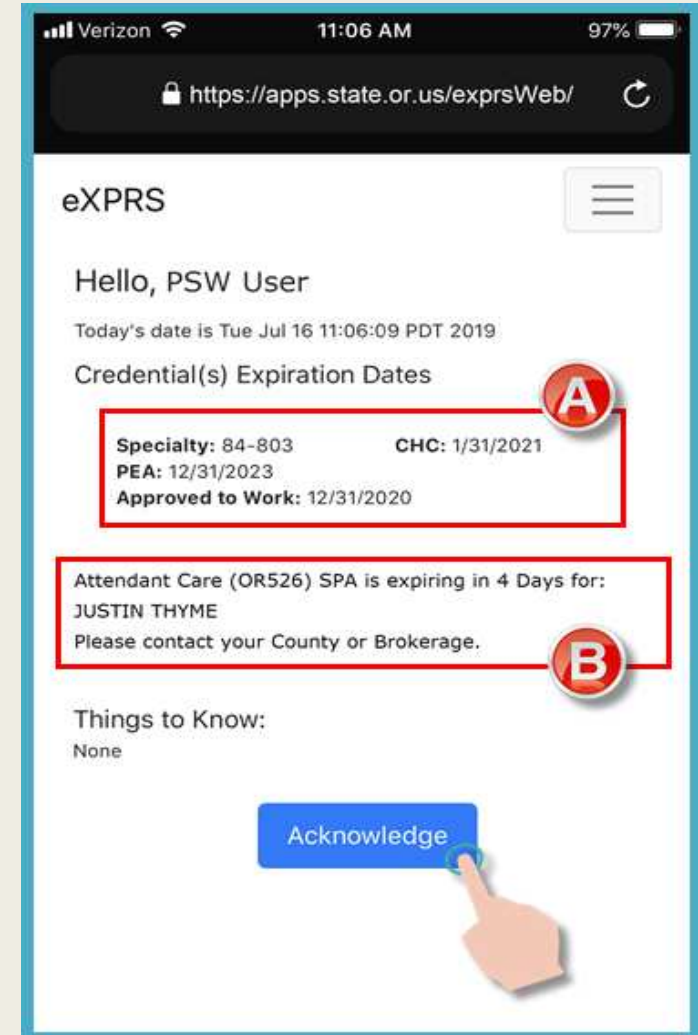 Verizon 11:06 AM 97%
https://apps.state.or.us/exprsWeb/
eXPRS
Hello, PSW User
Today's date is Tue Jul 16 11:06:09 PDT 2019
Credential(s) Expiration Dates
A
Specialty: 84-803 CHC: 1/31/2021
PEA: 12/31/2023
Approved to Work: 12/31/2020
Attendant Care (OR526) SPA is expiring in 4 Days for:
JUSTIN THYME
Please contact your County or Brokerage.
B
Things to Know:
None
Acknowledge